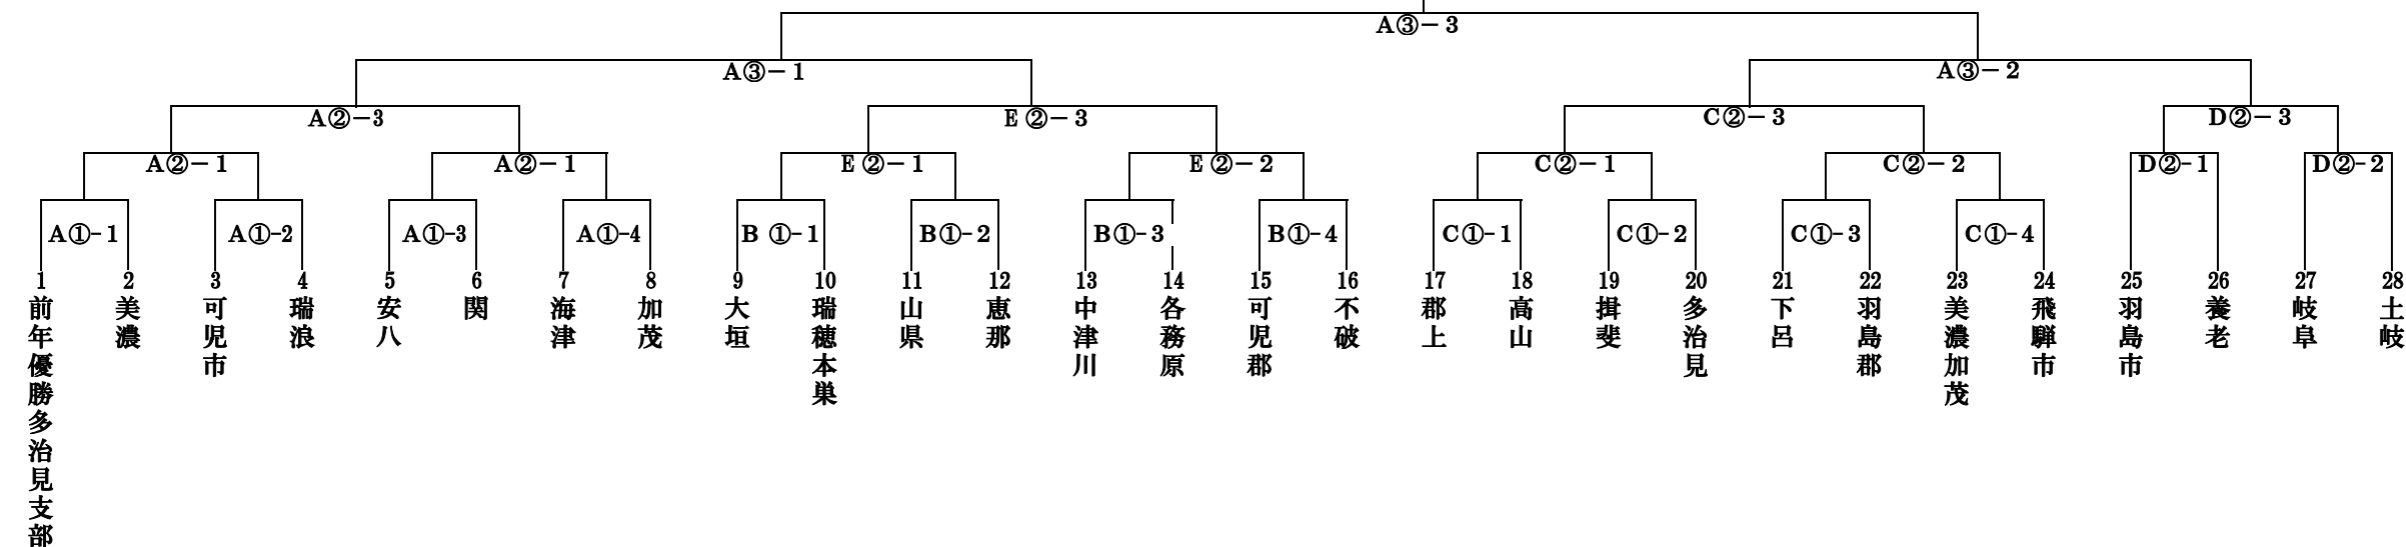 A③－3
A③－1
A③－2
A②－3
E②－3
C②－3
D②－3
A②－1
A②－1
E②－1
E②－2
C②－1
C②－2
D②-1
D②-2
A①-1
A①-2
A①-3
A①-4
B ①-1
B①-2
B①-3
B①-4
C①-1
C①-2
C①-3
C①-4
1
前年優勝多治見支部
2
美濃
3
可児市
4
瑞浪
5
安八
6
関
7
海津
8
加茂
9
大垣
10
瑞穂本巣
11
山県
12
恵那
13
中津川
14
各務原
15
可児郡
16
不破
17
郡上
18
高山
19
揖斐
20
多治見
21
下呂
22
羽島郡
23
美濃加茂
24
飛騨市
25
羽島市
26
養老
27
岐阜
28
土岐